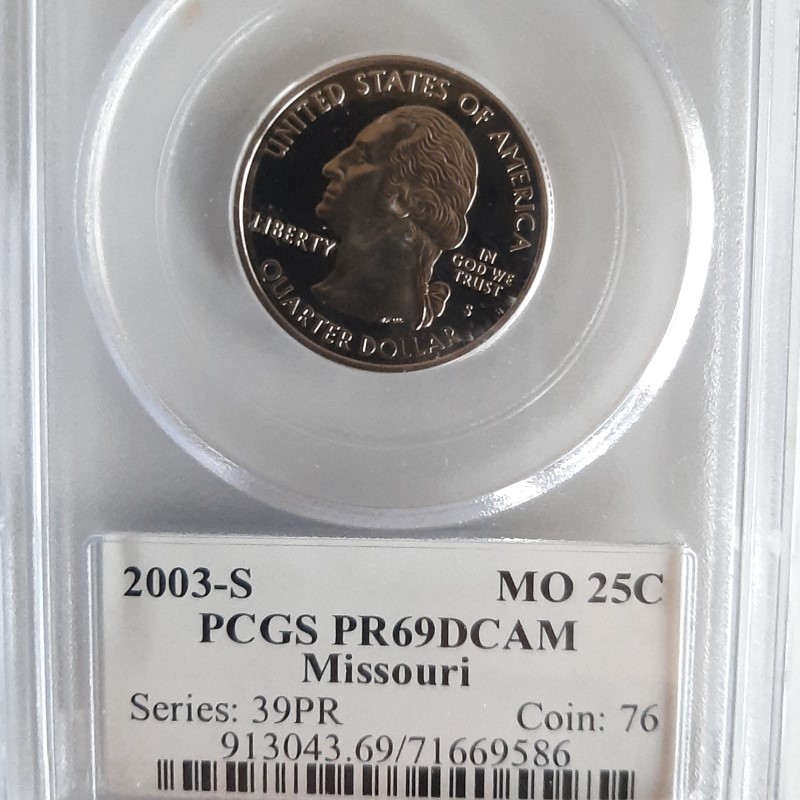 UNITED STATES OF AMERICA
LIBERTY
IN
GOD WE
TRUST
S
QUARTER DOLLAR
2003-S MO 25C
PCGS PR69DCAM
Missouri
Series: 39PR Coin: 76
913043.69/71669586